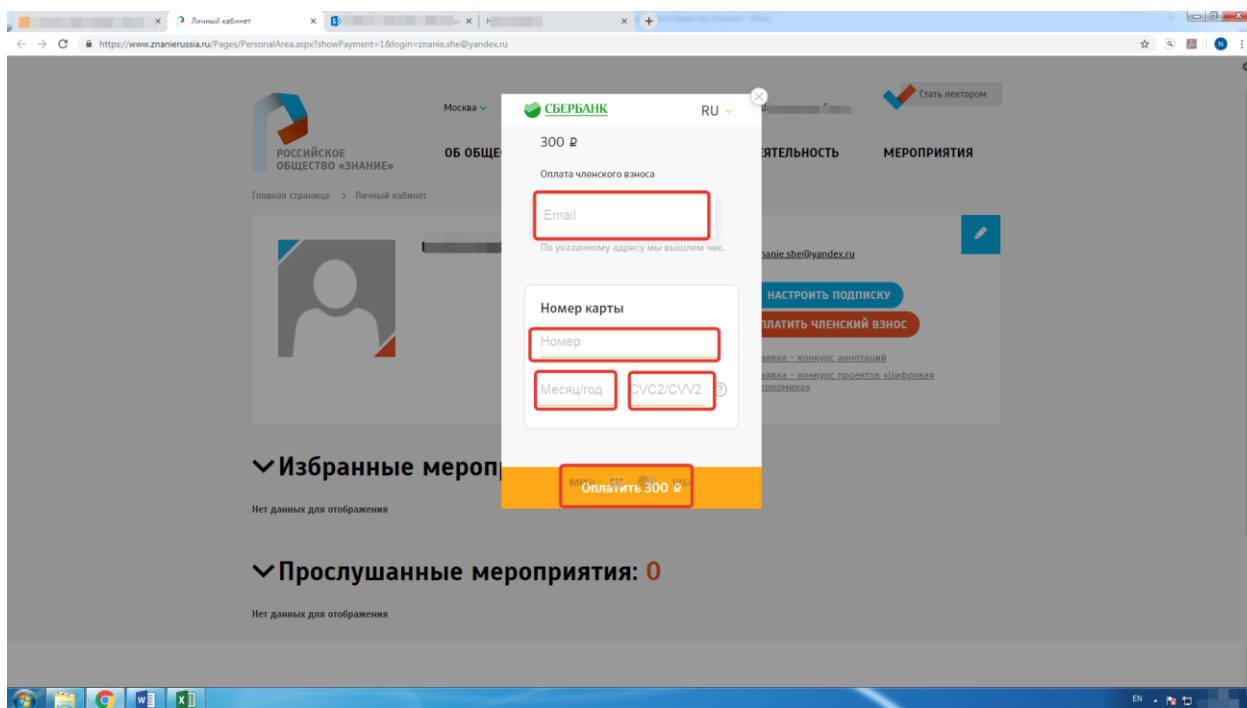 Личный кабинет
https://www.znanierussia.ru/Pages/PersonalArea.aspx?showPayment=1&login=znanie.she@yandex.ru
Москва
Стать лектором
РОССИЙСКОЕ
ОБЩЕСТВО «ЗНАНИЕ»
ОБ ОБЩЕ
ЯТЕЛЬНОСТЬ
МЕРОПРИЯТИЯ
Главная страница > Личный кабинет
СБЕРБАНК
RU
300 ₽
Оплата членского взноса
Email
По указанному адресу мы вышлем чек.
Номер карты
Номер
Месяц/год
CVC2/CVV2
?
Оплатить 300 ₽
anie.she@yandex.ru
НАСТРОИТЬ ПОДПИСКУ
ПЛАТИТЬ ЧЛЕНСКИЙ ВЗНОС
аявка - конкурс аннотаций
аявка - конкурс проектов «Цифровая
кономика»
Избранные мероп
Нет данных для отображения
Прослушанные мероприятия: 0
Нет данных для отображения
EN